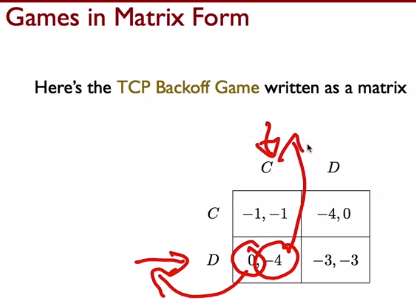 Games in Matrix Form
Here's the TCP Backoff Game written as a matrix
C D
C −1, −1 −4, 0
D 0, −4 −3, −3